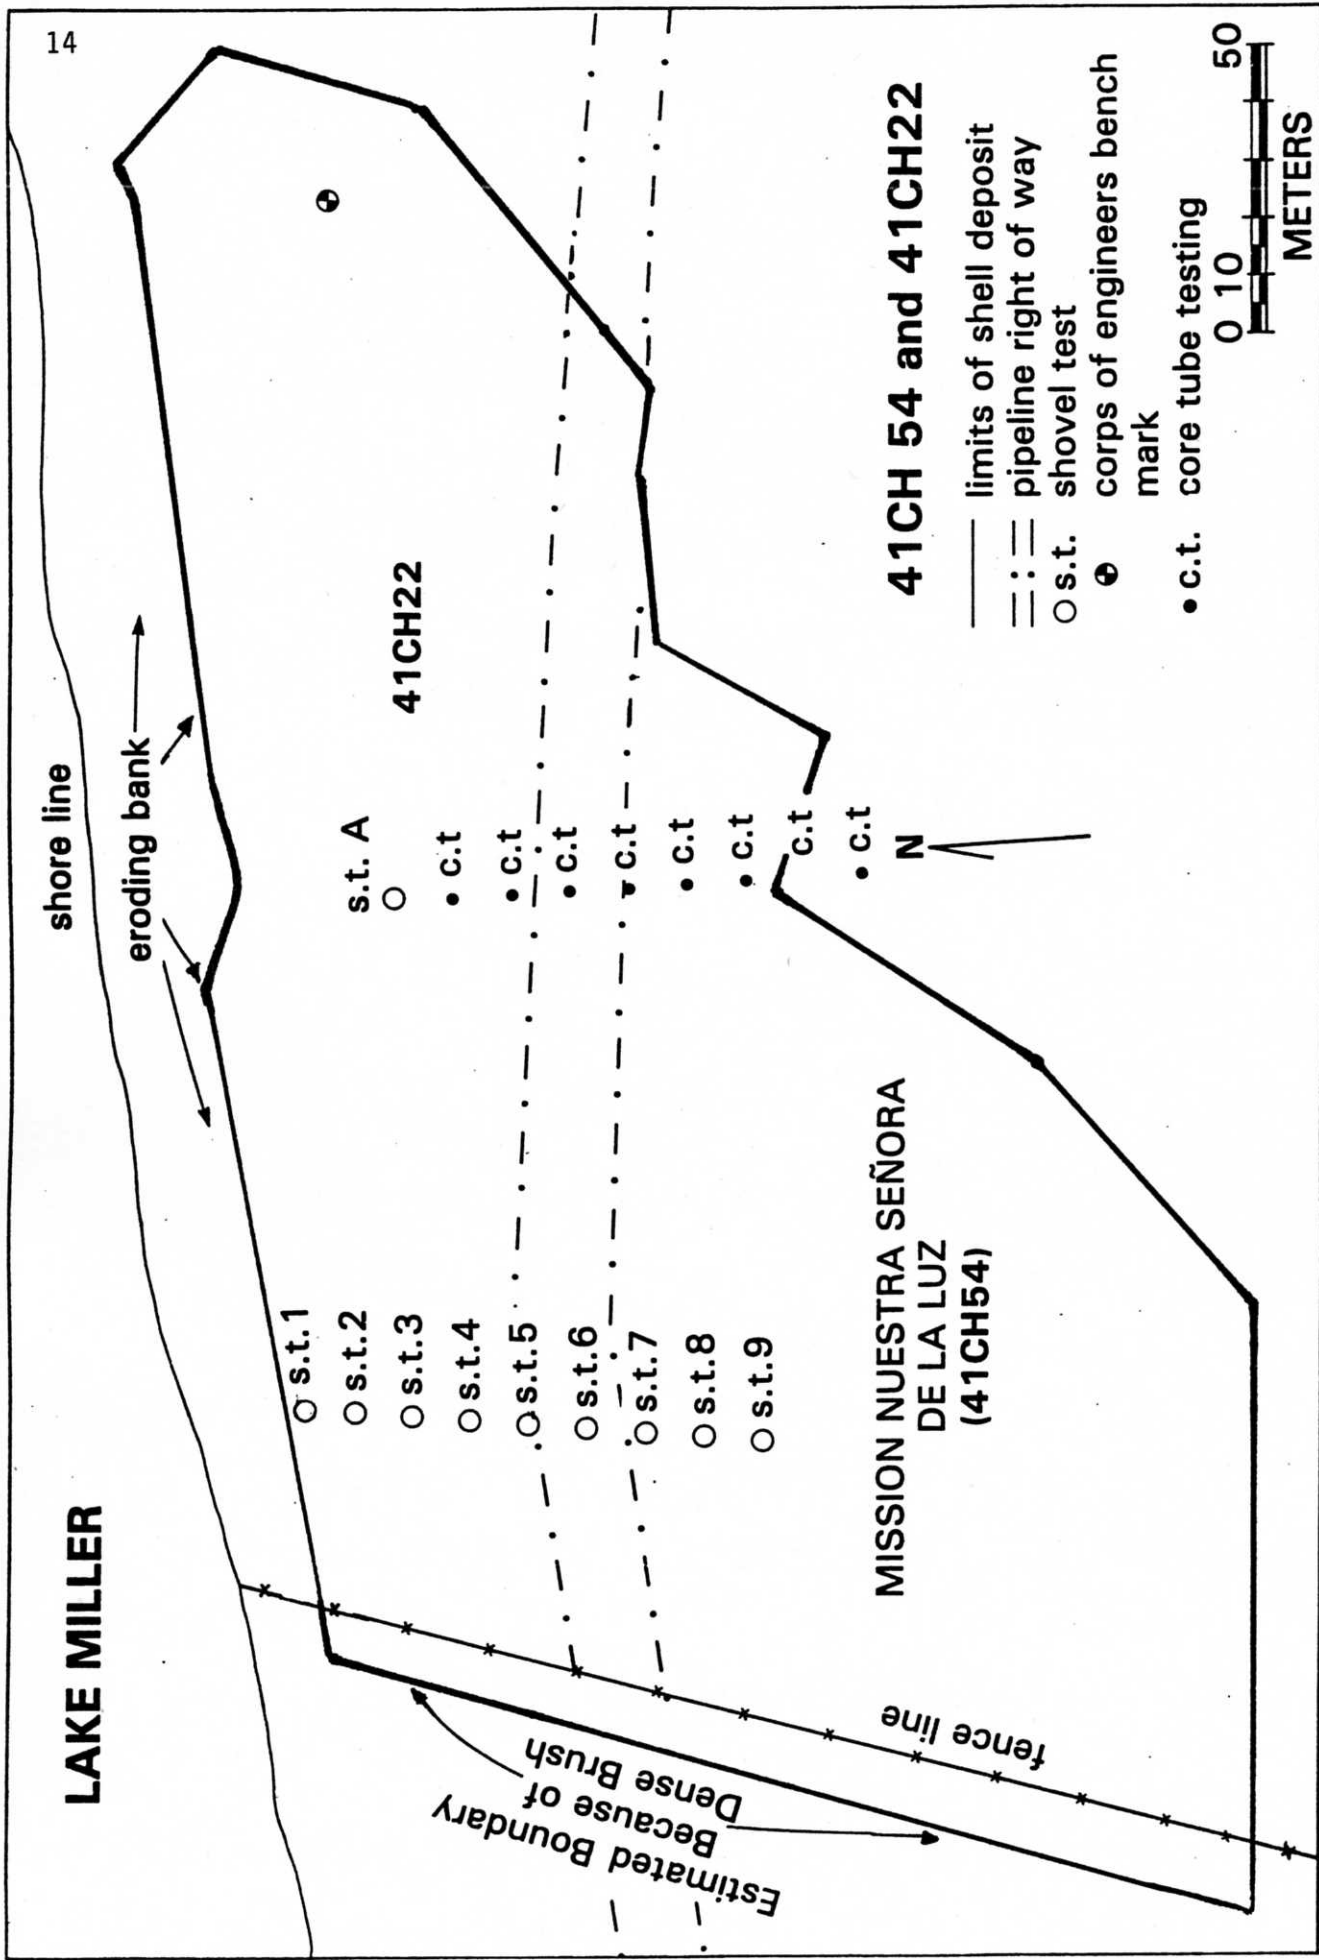 14
LAKE MILLER
shore line
eroding bank
s.t. A
41CH22
c.t
c.t
c.t
c.t
c.t
c.t
c.t
c.t
s.t.1
s.t.2
s.t.3
s.t.4
s.t.5
s.t.6
s.t.7
s.t.8
s.t.9
N
MISSION NUESTRA SEÑORA
DE LA LUZ
(41CH54)
fence line
Estimated Boundary
Because of
Dense Brush
41CH 54 and 41CH22
limits of shell deposit
pipeline right of way
s.t. shovel test
corps of engineers bench
mark
c.t. core tube testing
0 10 50
METERS